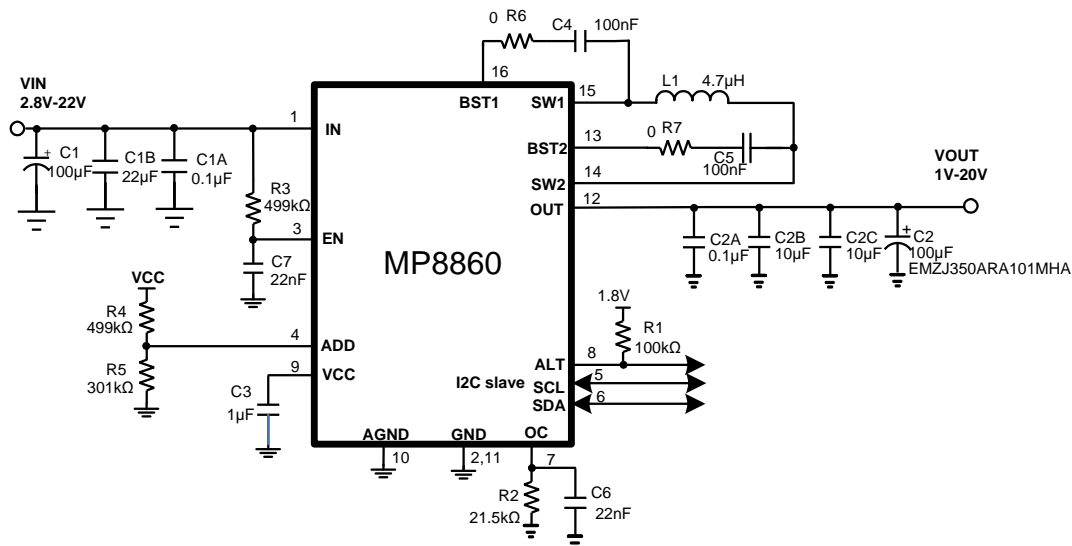 0 R6
C4 100nF
VIN
2.8V-22V
16
BST1
SW1
15
L1 4.7µH
1
IN
+
C1
100µF
C1B
22µF
C1A
0.1µF
BST2
13
0 R7
C5
100nF
SW2
14
VOUT
1V-20V
R3
499kΩ
OUT
12
3
EN
MP8860
C2A
0.1µF
C2B
10µF
C2C
10µF
+
C2
100µF
EMZJ350ARA101MHA
C7
22nF
VCC
1.8V
R4
499kΩ
R1
100kΩ
4
ADD
ALT
8
R5
301kΩ
9
VCC
I2C slave
SCL
5
SDA
6
C3
1µF
AGND
GND
OC
10
2,11
7
R2
21.5kΩ
C6
22nF